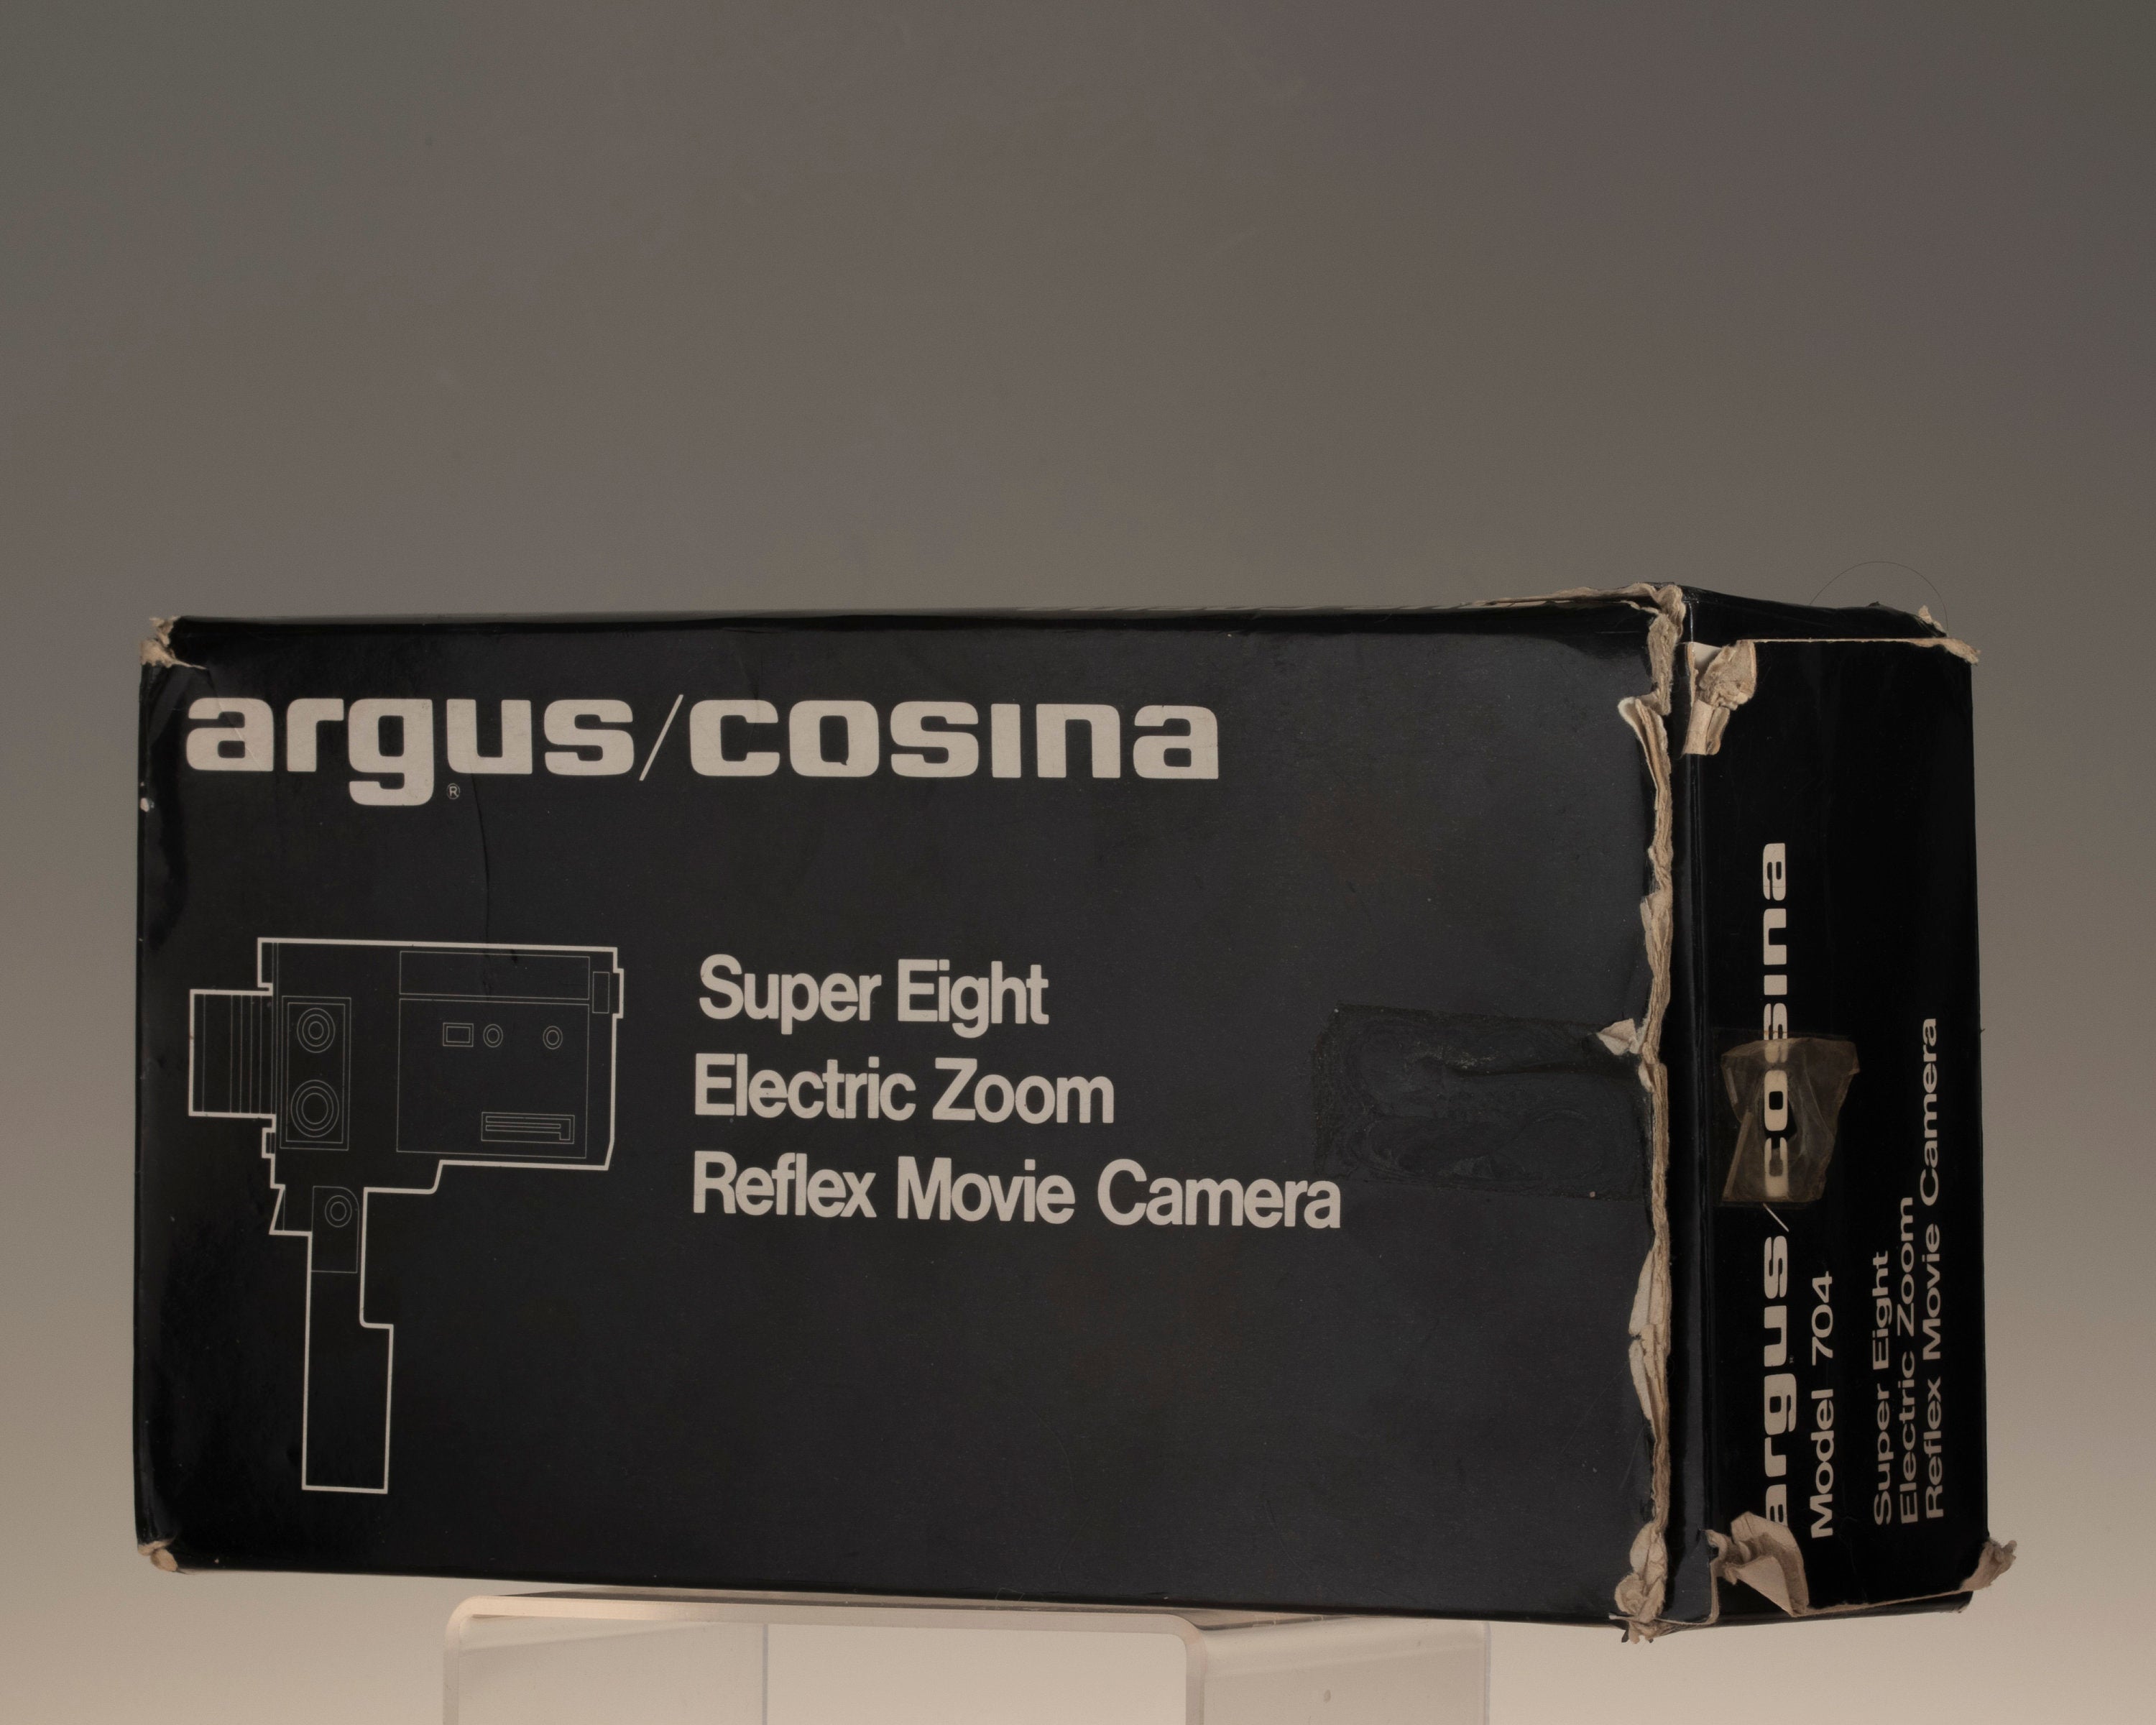 argus/cosina
®
Super Eight
Electric Zoom
Reflex Movie Camera
argus/cosina
Model 704
Super Eight
Electric Zoom
Reflex Movie Camera